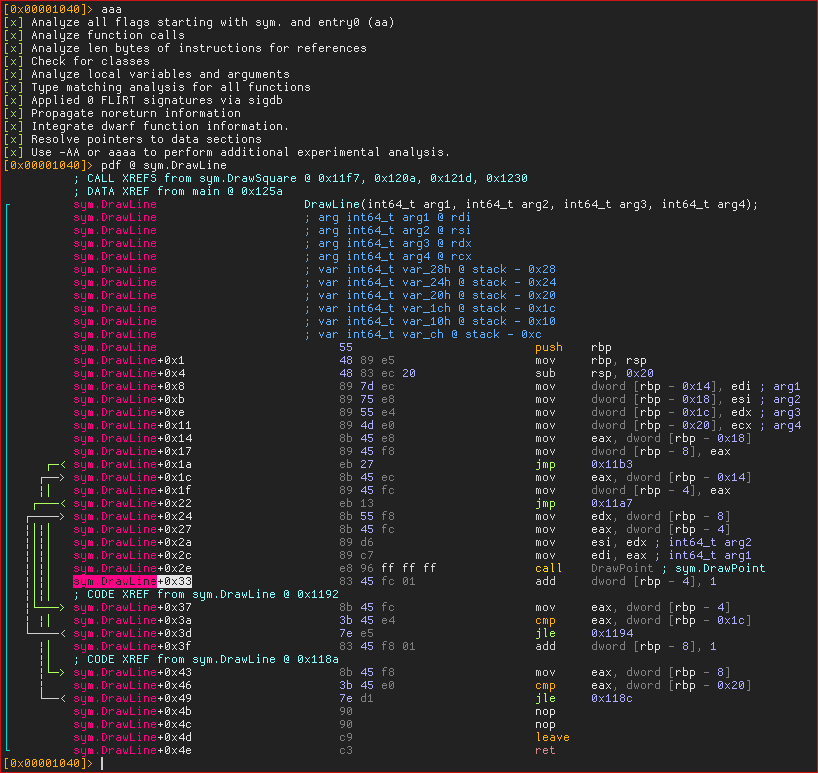 [0x00001040]> aaa
[x] Analyze all flags starting with sym. and entry0 (aa)
[x] Analyze function calls
[x] Analyze len bytes of instructions for references
[x] Check for classes
[x] Analyze local variables and arguments
[x] Type matching analysis for all functions
[x] Applied 0 FLIRT signatures via sigdb
[x] Propagate noreturn information
[x] Integrate dwarf function information.
[x] Resolve pointers to data sections
[x] Use -AA or aaaa to perform additional experimental analysis.
[0x00001040]> pdf @ sym.DrawLine
; CALL XREFS from sym.DrawSquare @ 0x11f7, 0x120a, 0x121d, 0x1230
; DATA XREF from main @ 0x125a
sym.DrawLine DrawLine(int64_t arg1, int64_t arg2, int64_t arg3, int64_t arg4);
sym.DrawLine ; arg int64_t arg1 @ rdi
sym.DrawLine ; arg int64_t arg2 @ rsi
sym.DrawLine ; arg int64_t arg3 @ rdx
sym.DrawLine ; arg int64_t arg4 @ rcx
sym.DrawLine ; var int64_t var_28h @ stack - 0x28
sym.DrawLine ; var int64_t var_24h @ stack - 0x24
sym.DrawLine ; var int64_t var_20h @ stack - 0x20
sym.DrawLine ; var int64_t var_1ch @ stack - 0x1c
sym.DrawLine ; var int64_t var_10h @ stack - 0x10
sym.DrawLine ; var int64_t var_ch @ stack - 0xc
sym.DrawLine 55 push rbp
sym.DrawLine+0x1 48 89 e5 mov rbp, rsp
sym.DrawLine+0x4 48 83 ec 20 sub rsp, 0x20
sym.DrawLine+0x8 89 7d ec mov dword [rbp - 0x14], edi ; arg1
sym.DrawLine+0xb 89 75 e8 mov dword [rbp - 0x18], esi ; arg2
sym.DrawLine+0xe 89 55 e4 mov dword [rbp - 0x1c], edx ; arg3
sym.DrawLine+0x11 89 4d e0 mov dword [rbp - 0x20], ecx ; arg4
sym.DrawLine+0x14 8b 45 e8 mov eax, dword [rbp - 0x18]
sym.DrawLine+0x17 89 45 f8 mov dword [rbp - 8], eax
sym.DrawLine+0x1a eb 27 jmp 0x11b3
sym.DrawLine+0x1c 8b 45 ec mov eax, dword [rbp - 0x14]
sym.DrawLine+0x1f 89 45 fc mov dword [rbp - 4], eax
sym.DrawLine+0x22 eb 13 jmp 0x11a7
sym.DrawLine+0x24 8b 55 f8 mov edx, dword [rbp - 8]
sym.DrawLine+0x27 8b 45 fc mov eax, dword [rbp - 4]
sym.DrawLine+0x2a 89 d6 mov esi, edx ; int64_t arg2
sym.DrawLine+0x2c 89 c7 mov edi, eax ; int64_t arg1
sym.DrawLine+0x2e e8 96 ff ff ff call DrawPoint ; sym.DrawPoint
sym.DrawLine+0x33 83 45 fc 01 add dword [rbp - 4], 1
; CODE XREF from sym.DrawLine @ 0x1192
sym.DrawLine+0x37 8b 45 fc mov eax, dword [rbp - 4]
sym.DrawLine+0x3a 3b 45 e4 cmp eax, dword [rbp - 0x1c]
sym.DrawLine+0x3d 7e e5 jle 0x1194
sym.DrawLine+0x3f 83 45 f8 01 add dword [rbp - 8], 1
; CODE XREF from sym.DrawLine @ 0x118a
sym.DrawLine+0x43 8b 45 f8 mov eax, dword [rbp - 8]
sym.DrawLine+0x46 3b 45 e0 cmp eax, dword [rbp - 0x20]
sym.DrawLine+0x49 7e d1 jle 0x118c
sym.DrawLine+0x4b 90 nop
sym.DrawLine+0x4c 90 nop
sym.DrawLine+0x4d c9 leave
sym.DrawLine+0x4e c3 ret
[0x00001040]>